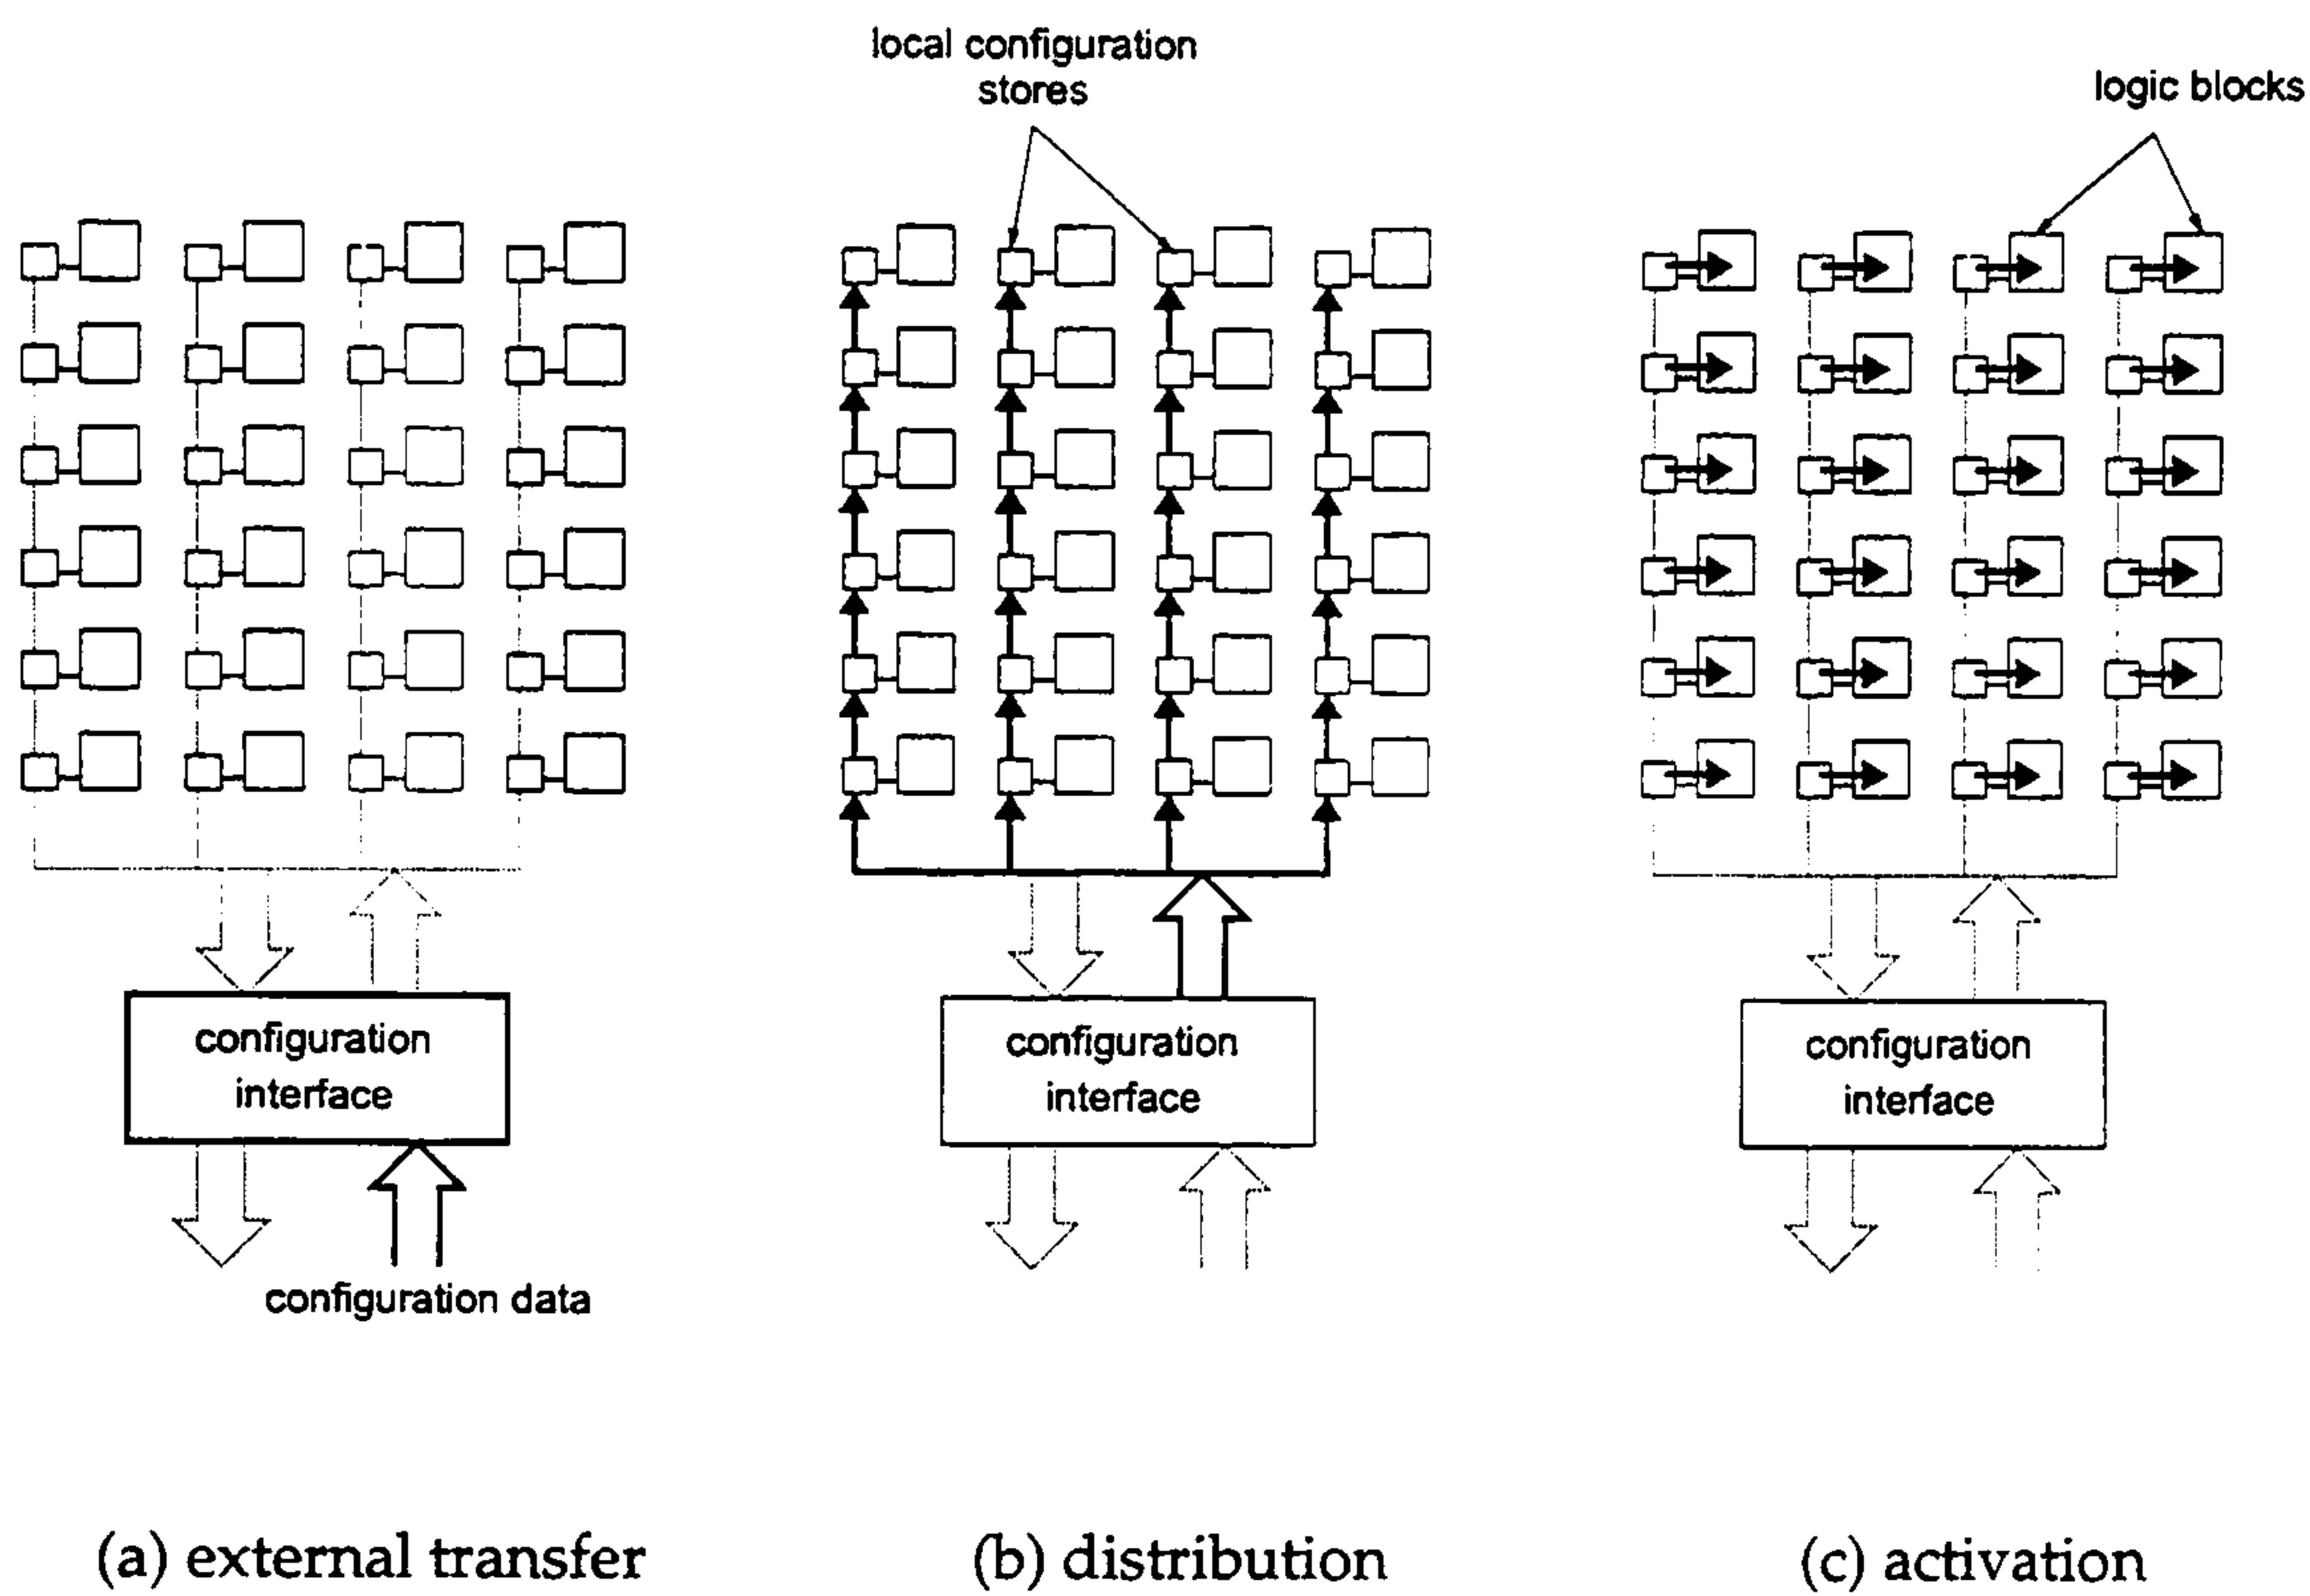 local configuration
stores
logic blocks
configuration
interface
configuration data
configuration
interface
configuration
interface
(a) external transfer
(b) distribution
(c) activation